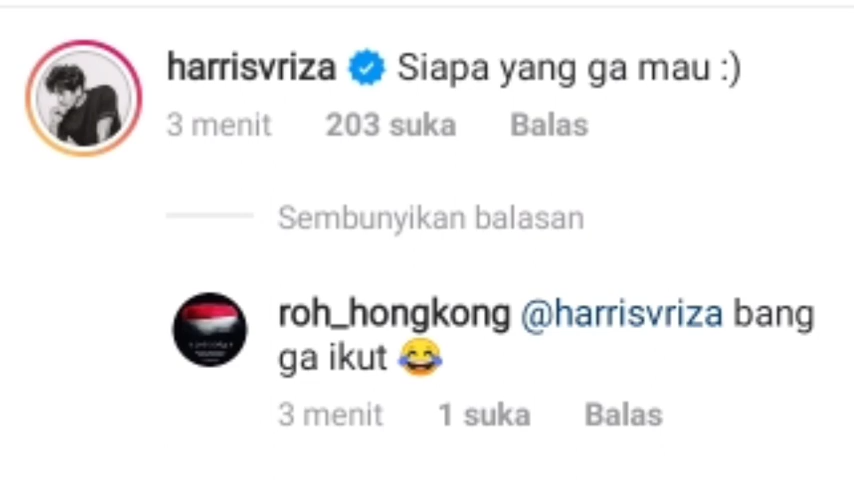 harrisvriza Siapa yang ga mau :)
3 menit 203 suka Balas
Sembunyikan balasan
roh_hongkong @harrisvriza bang
ga ikut 😂
3 menit 1 suka Balas